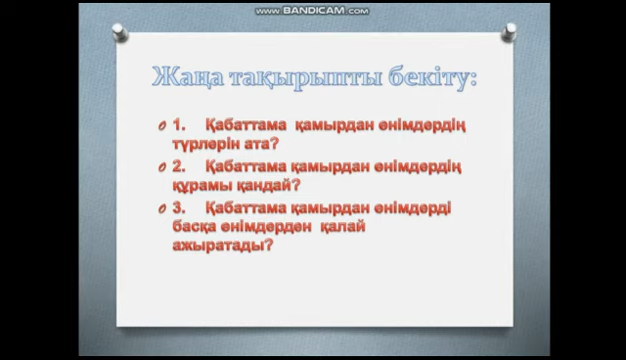 www.BANDICAM.com
Жаңа тақырыпты бекіту:
1. Қабаттама қамырдан өнімдердің
түрлерін ата?
2. Қабаттама қамырдан өнімдердің
құрамы қандай?
3. Қабаттама қамырдан өнімдерді
басқа өнімдерден қалай
ажыратады?